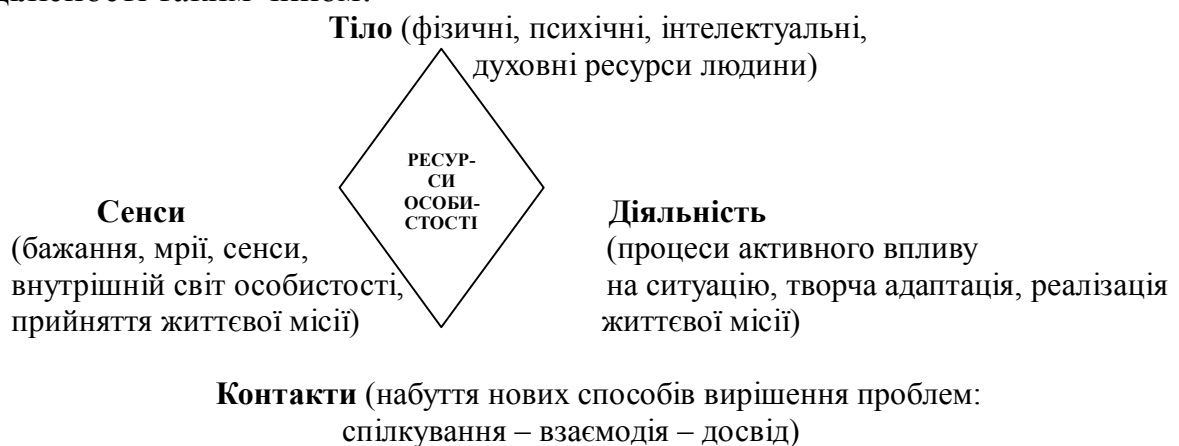 Тіло (фізичні, психічні, інтелектуальні,
духовні ресурси людини)
РЕСУР-
СИ
ОСОБИ-
СТОСТІ
Сенси
(бажання, мрії, сенси,
внутрішній світ особистості,
прийняття життєвої місії)
Діяльність
(процеси активного впливу
на ситуацію, творча адаптація, реалізація
життєвої місії)
Контакти (набуття нових способів вирішення проблем:
спілкування – взаємодія – досвід)